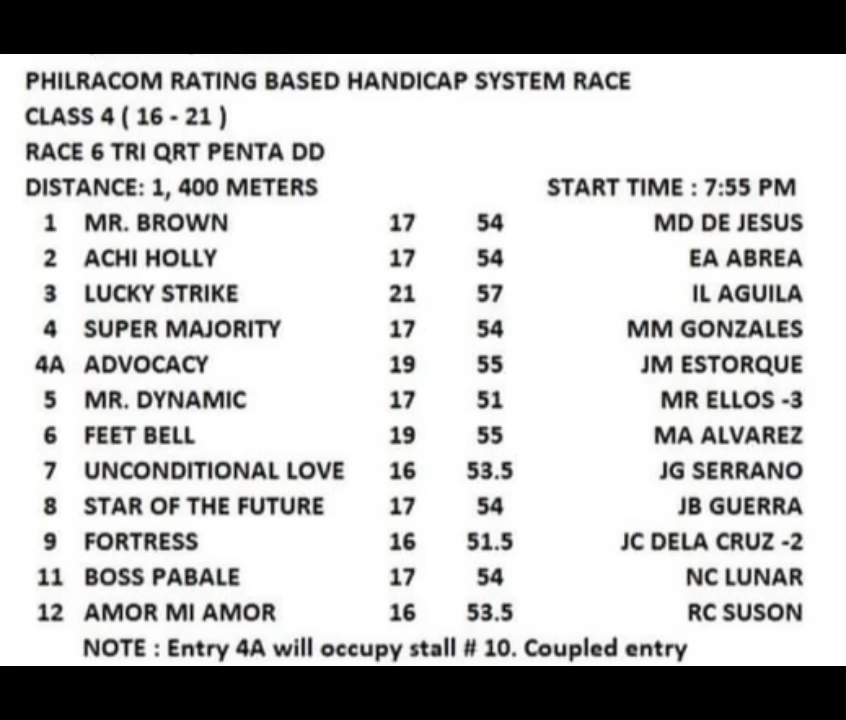 PHILRACOM RATING BASED HANDICAP SYSTEM RACE
CLASS 4 ( 16 - 21 )
RACE 6 TRI QRT PENTA DD
DISTANCE: 1, 400 METERS START TIME : 7:55 PM
1 MR. BROWN 17 54 MD DE JESUS
2 ACHI HOLLY 17 54 EA ABREA
3 LUCKY STRIKE 21 57 IL AGUILA
4 SUPER MAJORITY 17 54 MM GONZALES
4A ADVOCACY 19 55 JM ESTORQUE
5 MR. DYNAMIC 17 51 MR ELLOS -3
6 FEET BELL 19 55 MA ALVAREZ
7 UNCONDITIONAL LOVE 16 53.5 JG SERRANO
8 STAR OF THE FUTURE 17 54 JB GUERRA
9 FORTRESS 16 51.5 JC DELA CRUZ -2
11 BOSS PABALE 17 54 NC LUNAR
12 AMOR MI AMOR 16 53.5 RC SUSON
NOTE : Entry 4A will occupy stall # 10. Coupled entry